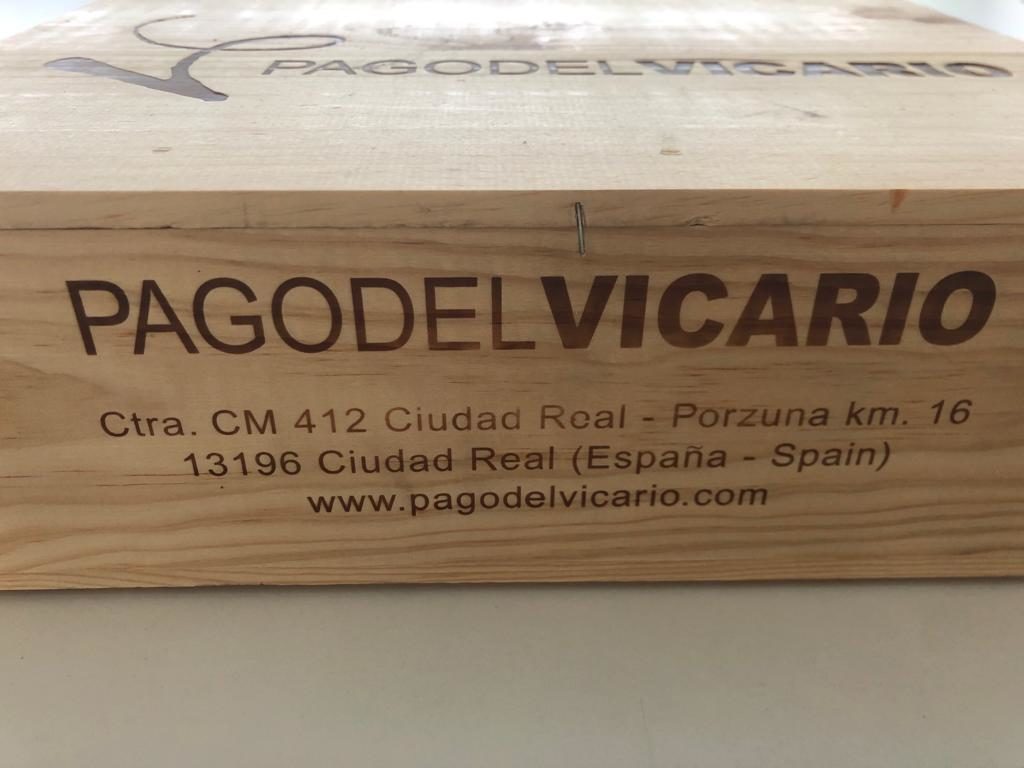 PAGODELVICARIO
PAGODELVICARIO
Ctra. CM 412 Ciudad Real - Porzuna km. 16
13196 Ciudad Real (España - Spain)
www.pagodelvicario.com